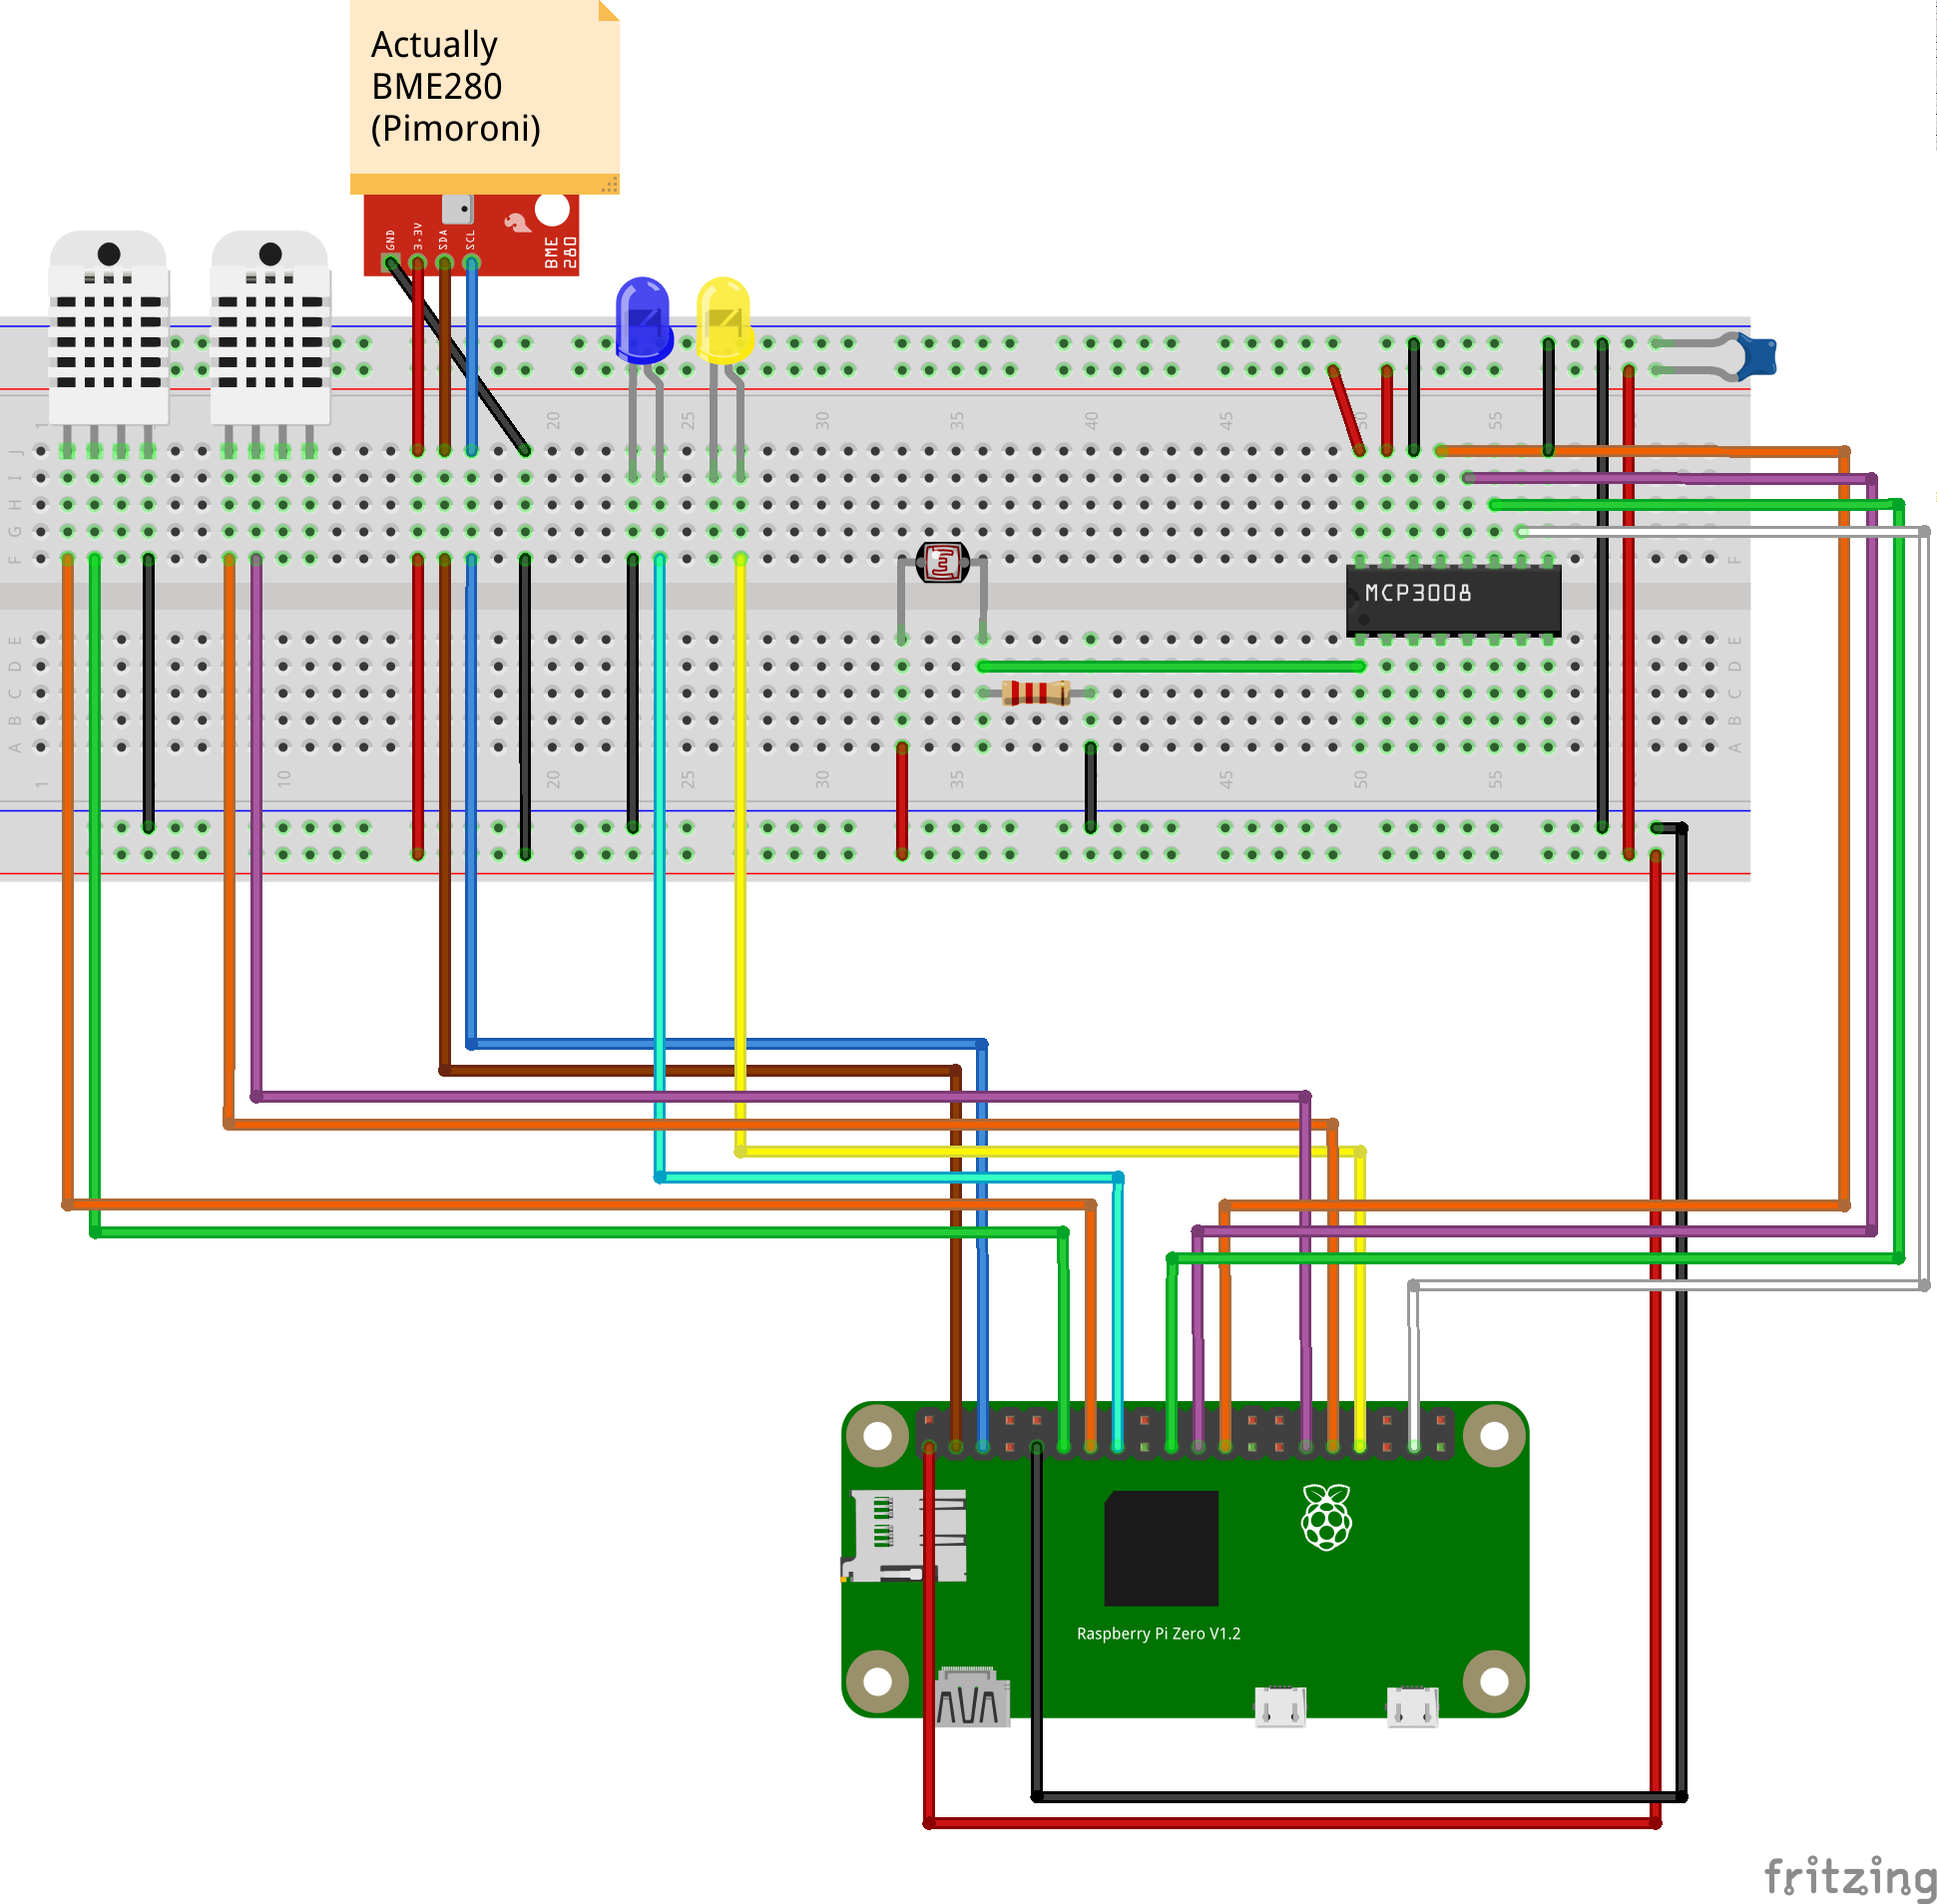 Actually
BME280
(Pimoroni)
GND
3.3V
SDA
SCL
BME
280
1
20
25
30
35
40
45
50
55
J
I
H
G
F
F
MCP3008
E
D
C
B
A
E
D
C
B
A
1
10
20
25
30
35
45
50
55
Raspberry Pi Zero V1.2
fritzing